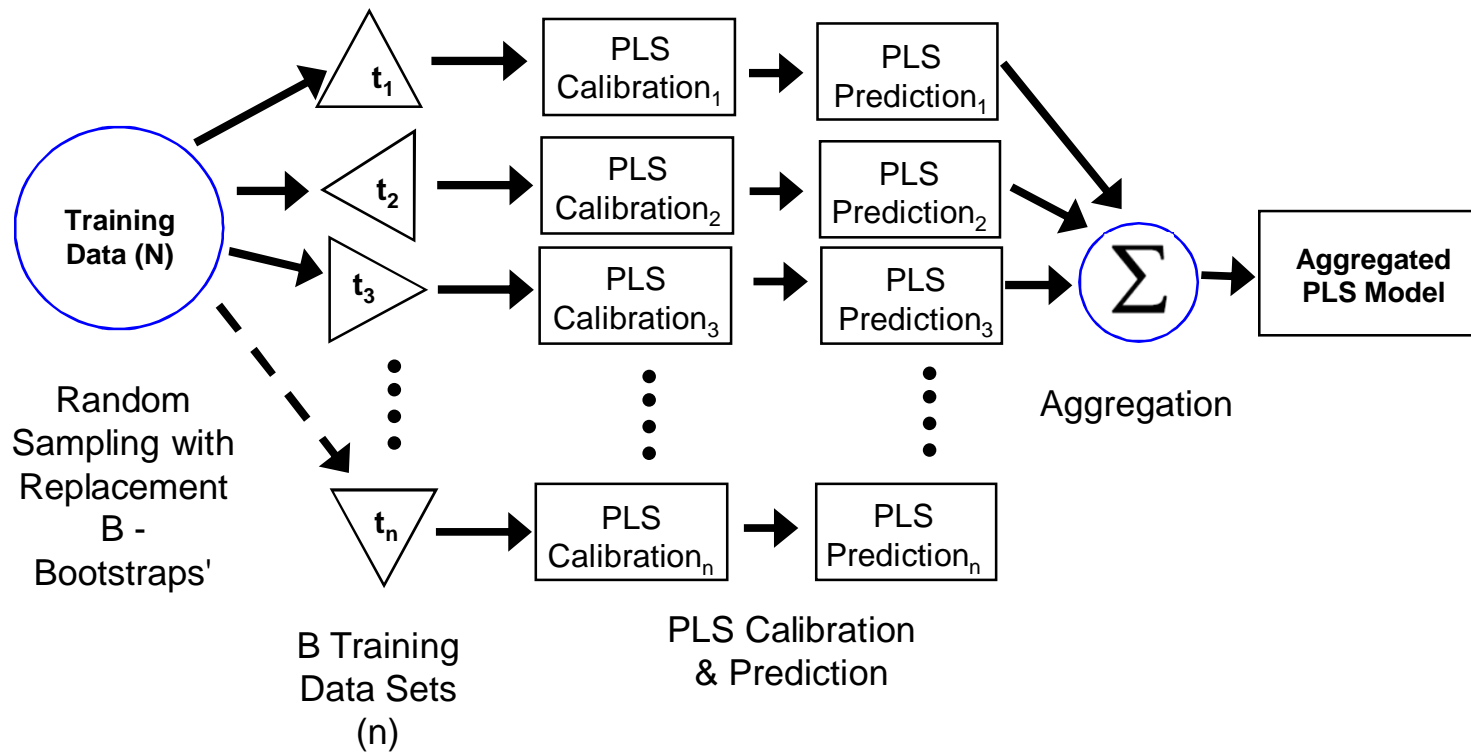 Training
Data (N)
Random
Sampling with
Replacement
B -
Bootstraps'
t₁
t₂
t₃
tₙ
B Training
Data Sets
(n)
PLS
Calibration₁
PLS
Calibration₂
PLS
Calibration₃
PLS
Calibrationₙ
PLS
Prediction₁
PLS
Prediction₂
PLS
Prediction₃
PLS
Predictionₙ
PLS Calibration
& Prediction
Σ
Aggregation
Aggregated
PLS Model